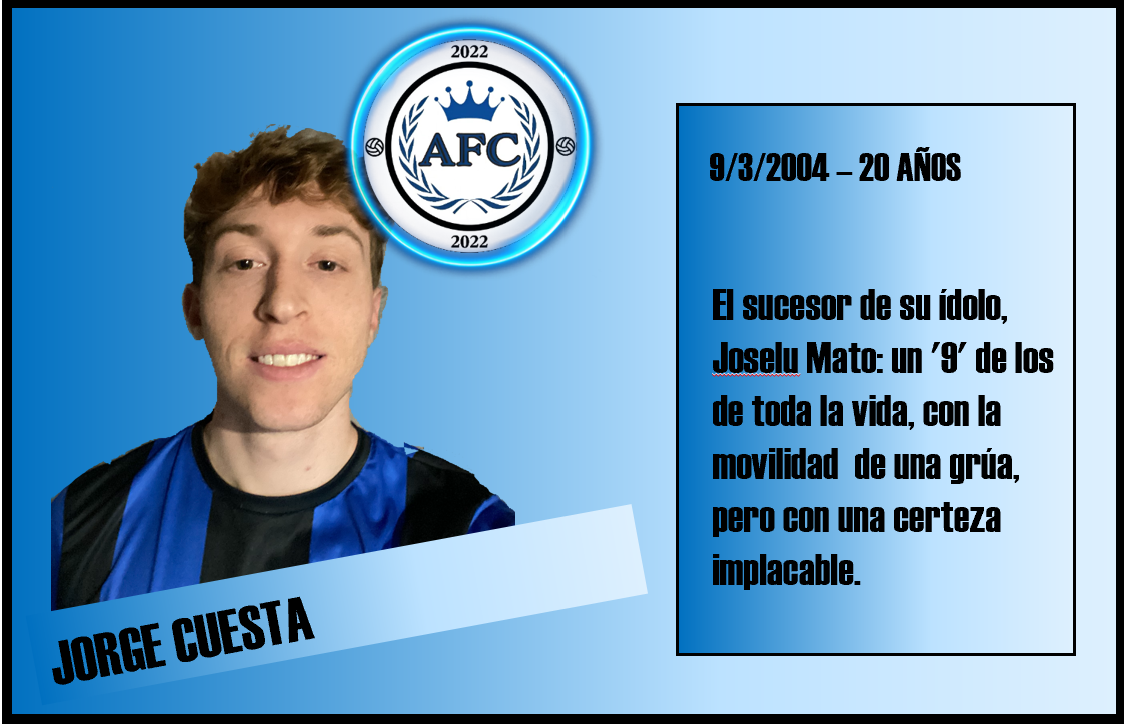 2022
AFC
2022
9/3/2004 – 20 AÑOS
El sucesor de su ídolo,
Joselu Mato: un '9' de los
de toda la vida, con la
movilidad  de una grúa,
pero con una certeza
implacable.
JORGE CUESTA